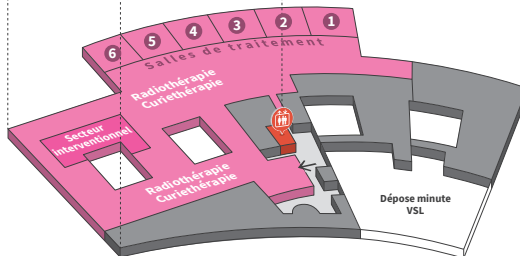 6 5 4 3 2 1
Salles de traitement
Radiothérapie
Curiethérapie
Secteur
interventionnel
Radiothérapie
Curiethérapie
Dépose minute
VSL